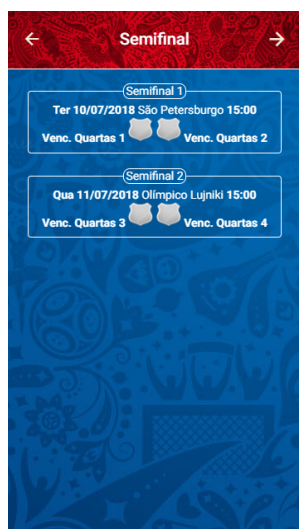 Semifinal
Semifinal 1
Ter 10/07/2018 São Petersburgo 15:00
Venc. Quartas 1 Venc. Quartas 2
Semifinal 2
Qua 11/07/2018 Olímpico Lujniki 15:00
Venc. Quartas 3 Venc. Quartas 4